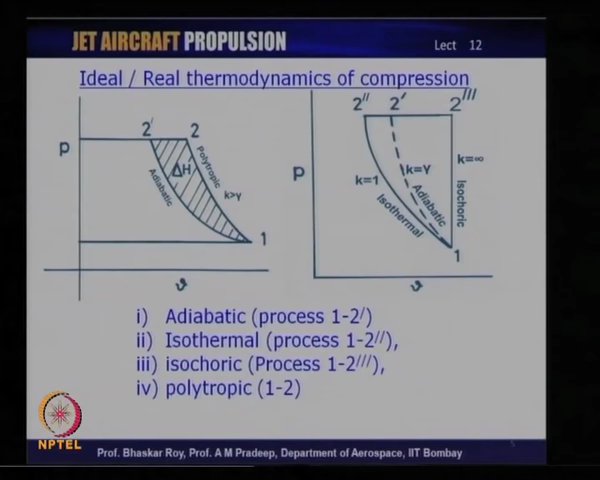 JET AIRCRAFT PROPULSION
Lect 12
Ideal / Real thermodynamics of compression
2/ 2
p
ΔH
Adiabatic
Polytropic
k>γ
1
ϑ
2// 2/ 2///
p
k=1
Isothermal
k=γ
Adiabatic
k=∞
Isochoric
1
ϑ
i) Adiabatic (process 1-2/)
ii) Isothermal (process 1-2//),
iii) isochoric (Process 1-2///),
iv) polytropic (1-2)
NPTEL
Prof. Bhaskar Roy, Prof. A M Pradeep, Department of Aerospace, IIT Bombay
5